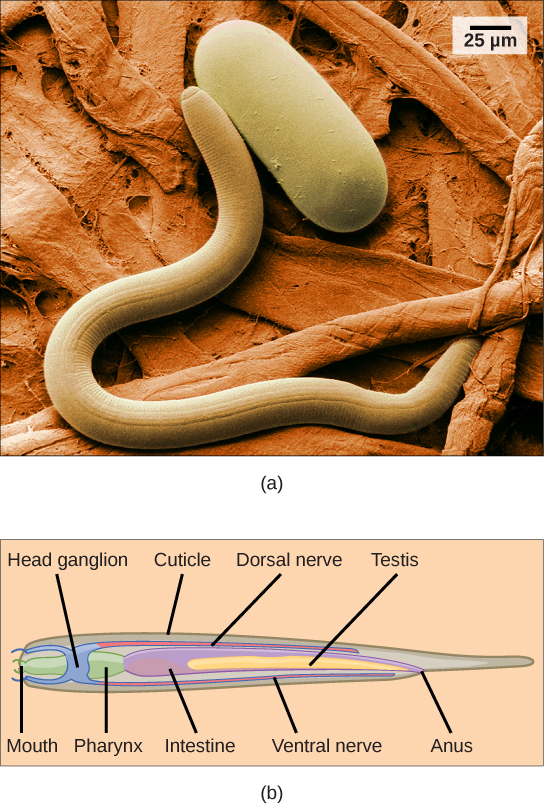 25 µm
(a)
Head ganglion Cuticle Dorsal nerve Testis
Mouth Pharynx Intestine Ventral nerve Anus
(b)